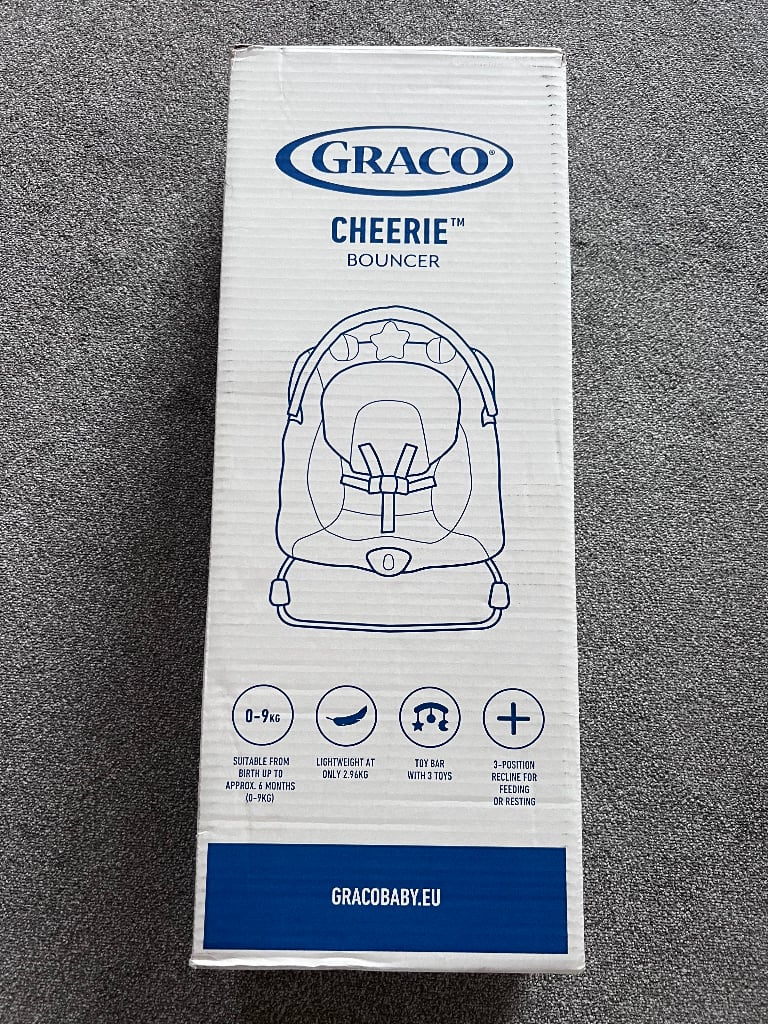 GRACO®
CHEERIE™
BOUNCER
0-9KG
SUITABLE FROM
BIRTH UP TO
APPROX. 6 MONTHS
(0-9KG)
LIGHTWEIGHT AT
ONLY 2.96KG
TOY BAR
WITH 3 TOYS
3-POSITION
RECLINE FOR
FEEDING
OR RESTING
GRACOBABY.EU